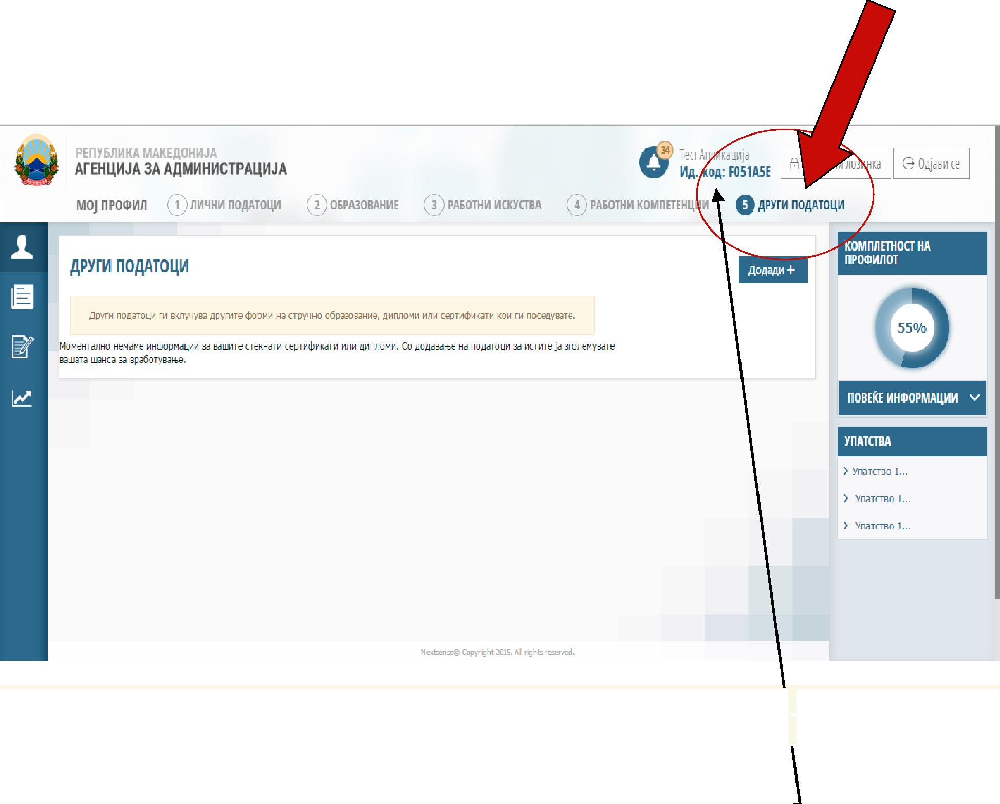 РЕПУБЛИКА МАКЕДОНИЈА
АГЕНЦИЈА ЗА АДМИНИСТРАЦИЈА
34
Тест Апликација
Ид. код: F051A5E
лозинка
Одјави се
МОЈ ПРОФИЛ
1 ЛИЧНИ ПОДАТОЦИ
2 ОБРАЗОВАНИЕ
3 РАБОТНИ ИСКУСТВА
4 РАБОТНИ КОМПЕТЕНЦИИ
5 ДРУГИ ПОДАТОЦИ
ДРУГИ ПОДАТОЦИ
Додади +
Други податоци ги вклучува другите форми на стручно образование, дипломи или сертификати кои ги поседувате.
Моментално немаме информации за вашите стекнати сертификати или дипломи. Со додавање на податоци за истите ја зголемувате
вашата шанса за вработување.
КОМПЛЕТНОСТ НА
ПРОФИЛОТ
55%
ПОВЕЌЕ ИНФОРМАЦИИ
УПАТСТВА
Упатство 1...
Упатство 1...
Упатство 1...
Nextsense© Copyright 2015. All rights reserved.